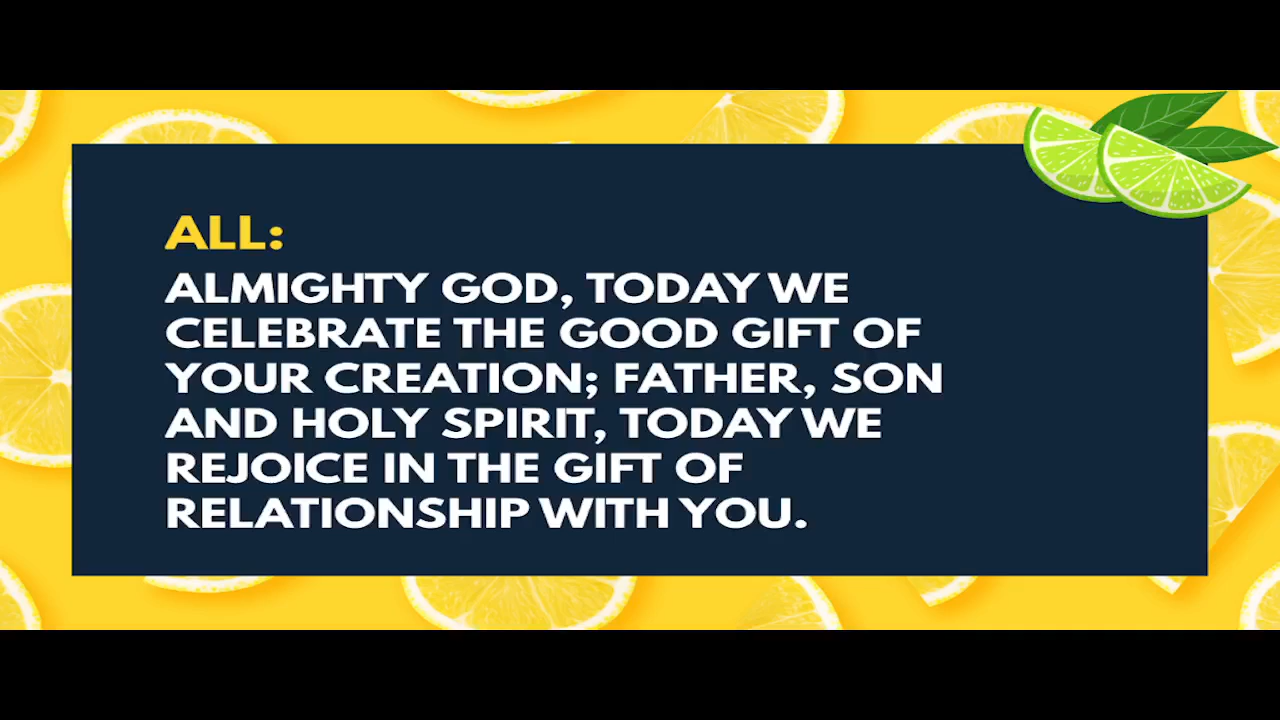 ALL:
ALMIGHTY GOD, TODAY WE
CELEBRATE THE GOOD GIFT OF
YOUR CREATION; FATHER, SON
AND HOLY SPIRIT, TODAY WE
REJOICE IN THE GIFT OF
RELATIONSHIP WITH YOU.